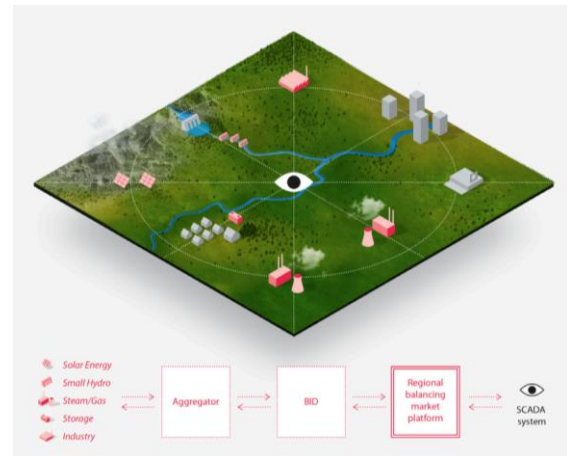 Solar Energy
Small Hydro
Steam/Gas
Storage
Industry
Aggregator
BID
Regional
balancing
market
platform
SCADA
system